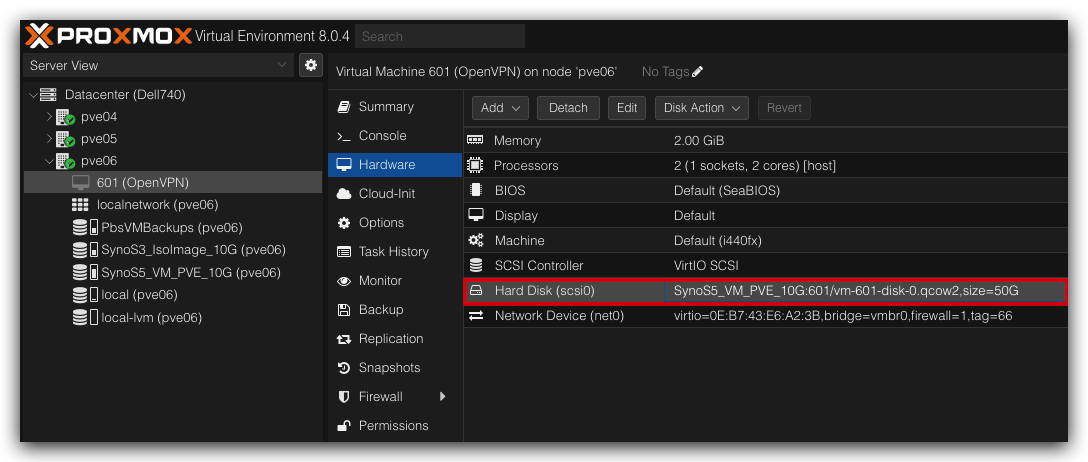 PROXMOX Virtual Environment 8.0.4 Search
Server View
Virtual Machine 601 (OpenVPN) on node 'pve06' No Tags
Datacenter (Dell740)
pve04
pve05
pve06
601 (OpenVPN)
localnetwork (pve06)
PbsVMBackups (pve06)
SynoS3_IsoImage_10G (pve06)
SynoS5_VM_PVE_10G (pve06)
local (pve06)
local-lvm (pve06)
Summary
Console
Hardware
Cloud-Init
Options
Task History
Monitor
Backup
Replication
Snapshots
Firewall
Permissions
Add Detach Edit Disk Action Revert
Memory 2.00 GiB
Processors 2 (1 sockets, 2 cores) [host]
BIOS Default (SeaBIOS)
Display Default
Machine Default (i440fx)
SCSI Controller VirtIO SCSI
Hard Disk (scsi0) SynoS5_VM_PVE_10G:601/vm-601-disk-0.qcow2,size=50G
Network Device (net0) virtio=0E:B7:43:E6:A2:3B,bridge=vmbr0,firewall=1,tag=66